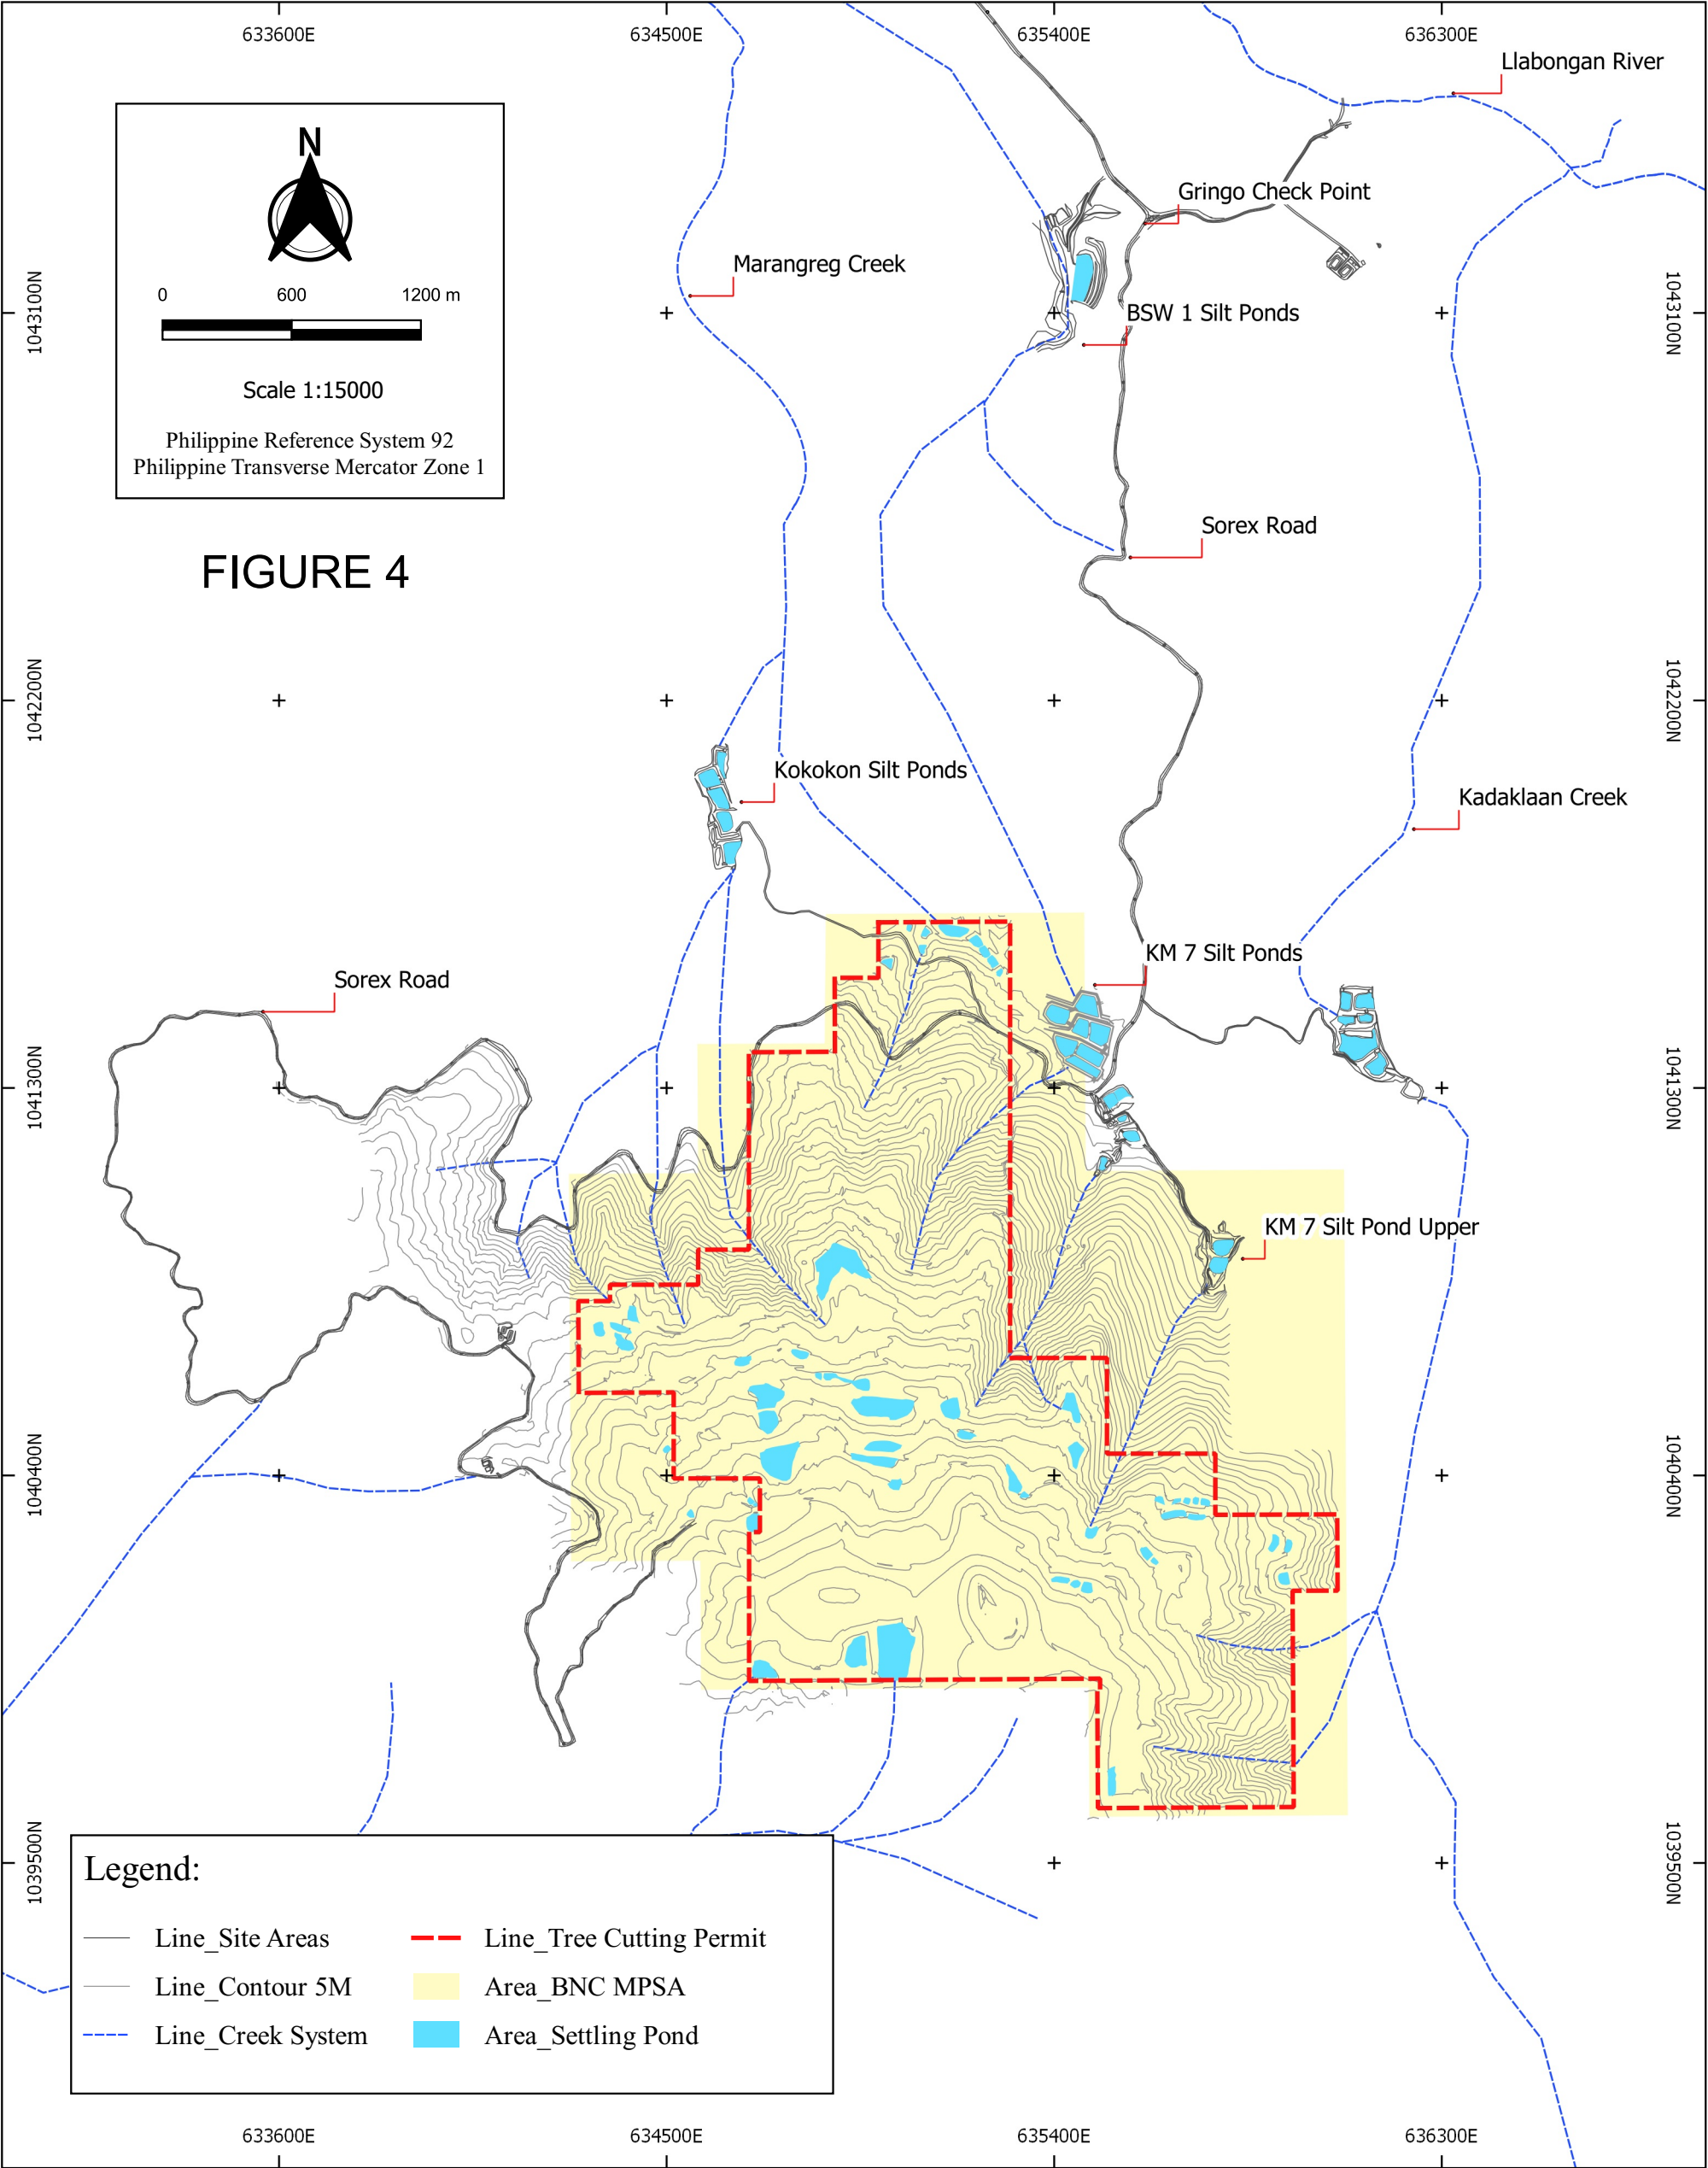 633600E
634500E
635400E
636300E
Llabongan River
N
Gringo Check Point
Marangreg Creek
0 600 1200 m
1043100N
1043100N
BSW 1 Silt Ponds
Scale 1:15000
Philippine Reference System 92
Philippine Transverse Mercator Zone 1
Sorex Road
FIGURE 4
1042200N
1042200N
Kokokon Silt Ponds
Kadaklaan Creek
KM 7 Silt Ponds
Sorex Road
1041300N
1041300N
KM 7 Silt Pond Upper
1040400N
1040400N
1039500N
1039500N
Legend:
Line_Site Areas
Line_Contour 5M
Line_Creek System
Line_Tree Cutting Permit
Area_BNC MPSA
Area_Settling Pond
633600E
634500E
635400E
636300E